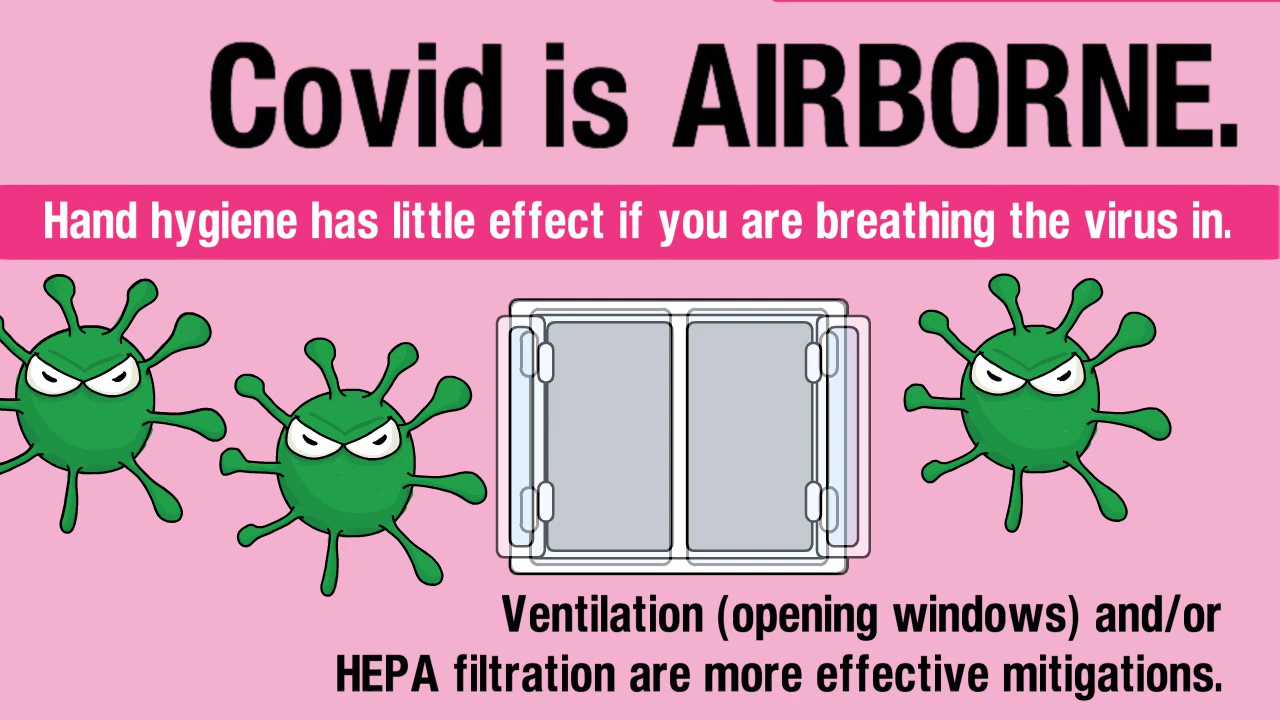 Covid is AIRBORNE.
Hand hygiene has little effect if you are breathing the virus in.
Ventilation (opening windows) and/or
HEPA filtration are more effective mitigations.